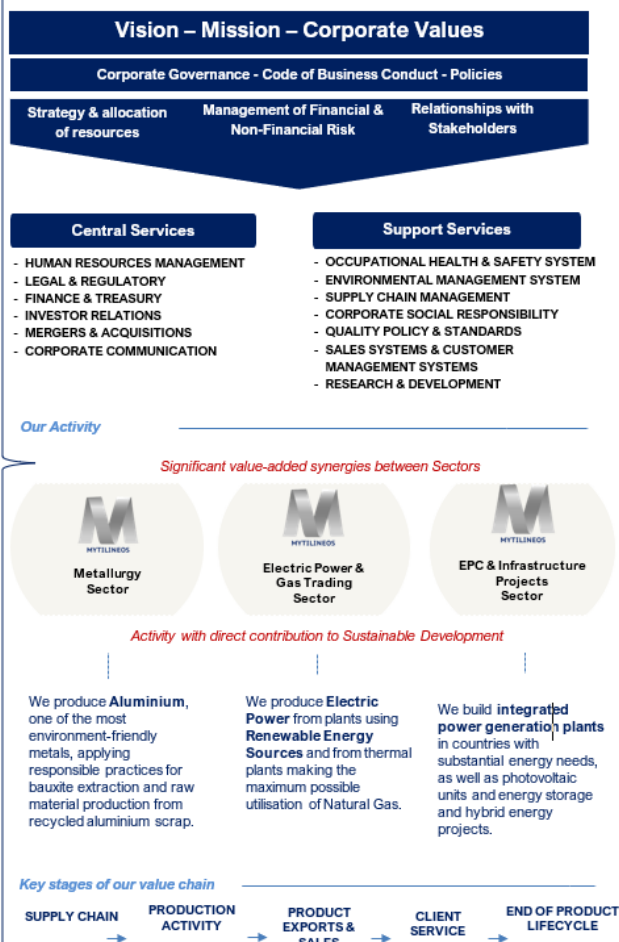 Vision – Mission – Corporate Values
Corporate Governance - Code of Business Conduct - Policies
Strategy & allocation
of resources
Management of Financial &
Non-Financial Risk
Relationships with
Stakeholders
Central Services
- HUMAN RESOURCES MANAGEMENT
- LEGAL & REGULATORY
- FINANCE & TREASURY
- INVESTOR RELATIONS
- MERGERS & ACQUISITIONS
- CORPORATE COMMUNICATION
Support Services
- OCCUPATIONAL HEALTH & SAFETY SYSTEM
- ENVIRONMENTAL MANAGEMENT SYSTEM
- SUPPLY CHAIN MANAGEMENT
- CORPORATE SOCIAL RESPONSIBILITY
- QUALITY POLICY & STANDARDS
- SALES SYSTEMS & CUSTOMER
MANAGEMENT SYSTEMS
- RESEARCH & DEVELOPMENT
Our Activity
Significant value-added synergies between Sectors
MYTILINEOS
Metallurgy
Sector
MYTILINEOS
Electric Power &
Gas Trading
Sector
MYTILINEOS
EPC & Infrastructure
Projects
Sector
Activity with direct contribution to Sustainable Development
We produce Aluminium,
one of the most
environment-friendly
metals, applying
responsible practices for
bauxite extraction and raw
material production from
recycled aluminium scrap.
We produce Electric
Power from plants using
Renewable Energy
Sources and from thermal
plants making the
maximum possible
utilisation of Natural Gas.
We build integrated
power generation plants
in countries with
substantial energy needs,
as well as photovoltaic
units and energy storage
and hybrid energy
projects.
Key stages of our value chain
SUPPLY CHAIN
PRODUCTION
ACTIVITY
PRODUCT
EXPORTS &
SALES
CLIENT
SERVICE
END OF PRODUCT
LIFECYCLE